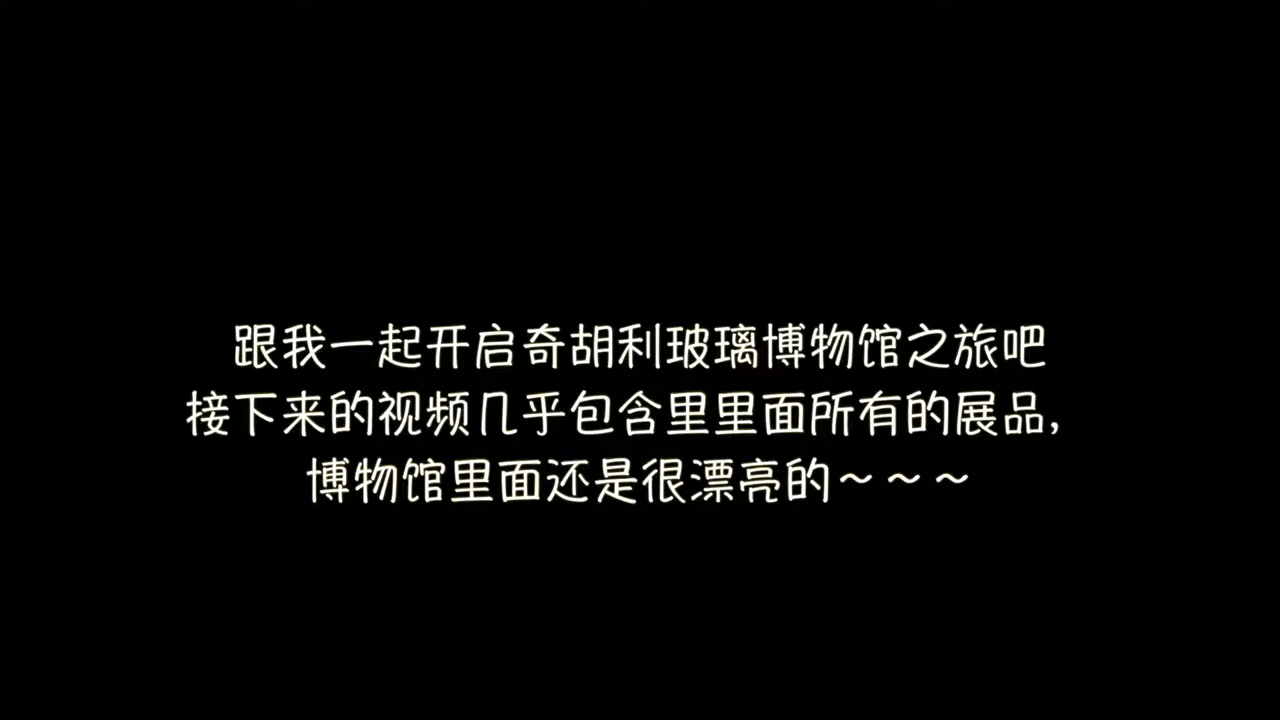 跟我一起开启奇胡利玻璃博物馆之旅吧
接下来的视频几乎包含里里面所有的展品,
博物馆里面还是很漂亮的~~~